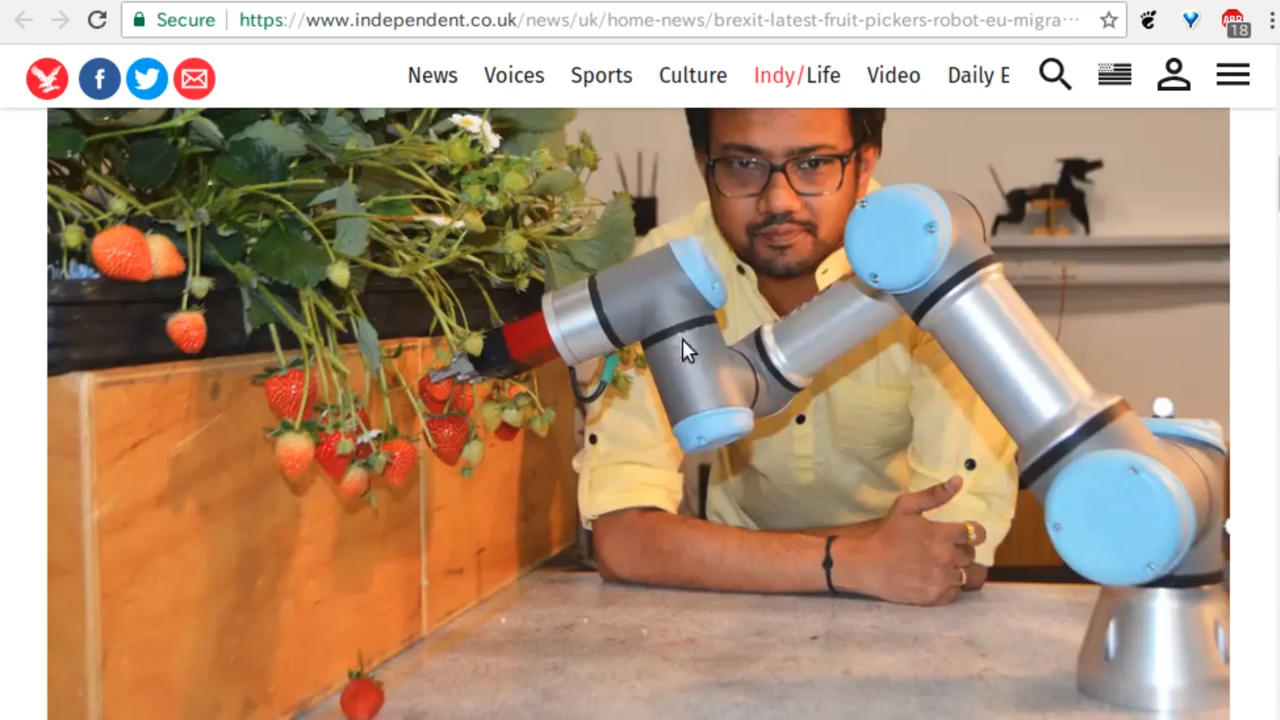 Secure https://www.independent.co.uk/news/uk/home-news/brexit-latest-fruit-pickers-robot-eu-migra···
ABP
18
f
News Voices Sports Culture Indy/Life Video Daily E